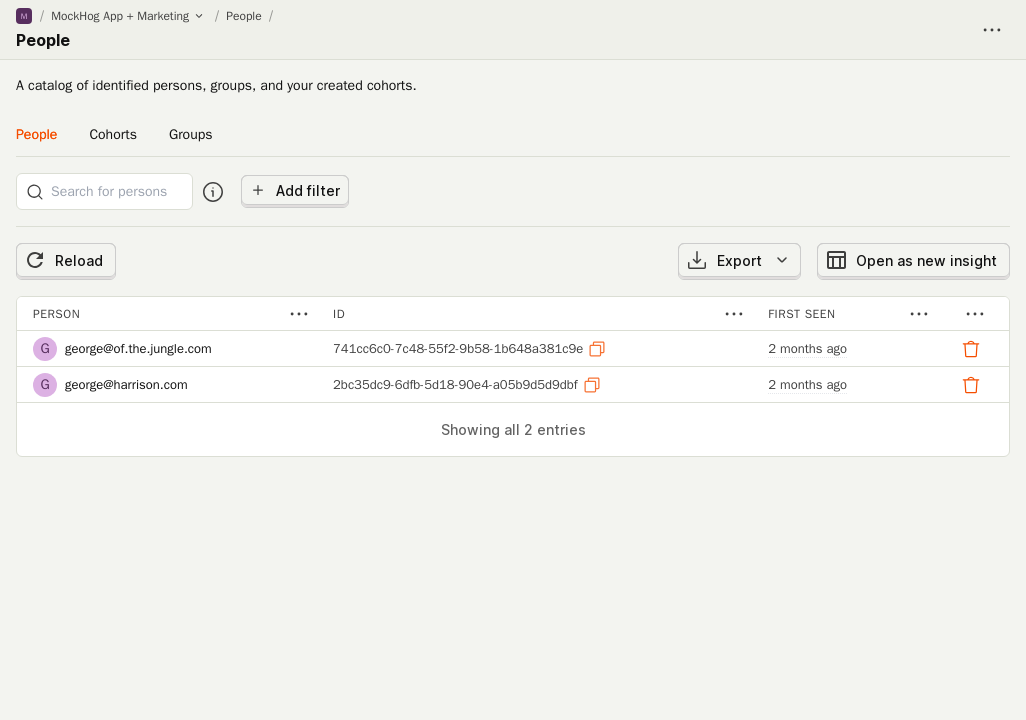 M / MockHog App + Marketing / People /
People
A catalog of identified persons, groups, and your created cohorts.
People Cohorts Groups
Search for persons Add filter
Reload Export Open as new insight
PERSON ID FIRST SEEN
G george@of.the.jungle.com 741cc6c0-7c48-55f2-9b58-1b648a381c9e 2 months ago
G george@harrison.com 2bc35dc9-6dfb-5d18-90e4-a05b9d5d9dbf 2 months ago
Showing all 2 entries